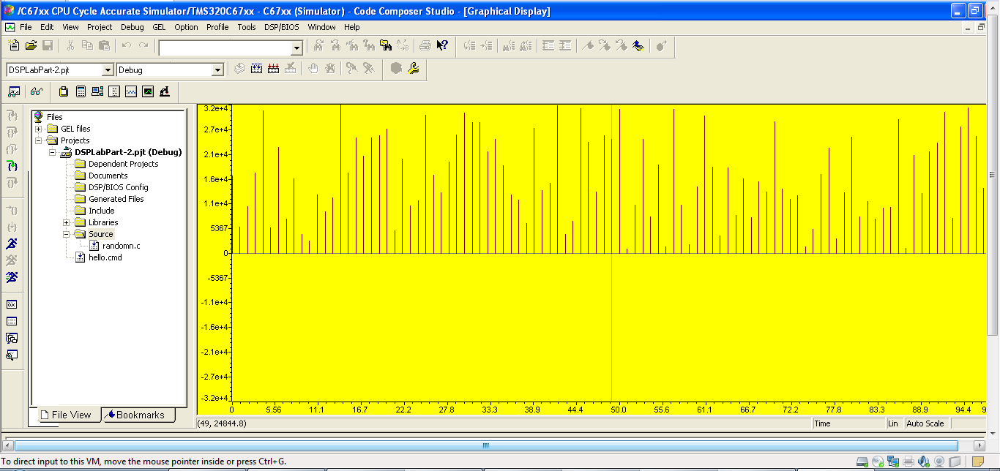 /C67xx CPU Cycle Accurate Simulator/TMS320C67xx - C67xx (Simulator) - Code Composer Studio - [Graphical Display]
File Edit View Project Debug GEL Option Profile Tools DSP/BIOS Window Help
DSPLabPart-2.pjt Debug
Files
GEL files
Projects
DSPLabPart-2.pjt (Debug)
Dependent Projects
Documents
DSP/BIOS Config
Generated Files
Include
Libraries
Source
randomn.c
hello.cmd
File View Bookmarks
3.2e+4
2.7e+4
2.1e+4
1.6e+4
1.1e+4
5367
0
-5367
-1.1e+4
-1.6e+4
-2.1e+4
-2.7e+4
-3.2e+4
0 5.56 11.1 16.7 22.2 27.8 33.3 38.9 44.4 50.0 55.6 61.1 66.7 72.2 77.8 83.3 88.9 94.4 9
(49, 24844.8) Time Lin Auto Scale
To direct input to this VM, move the mouse pointer inside or press Ctrl+G.